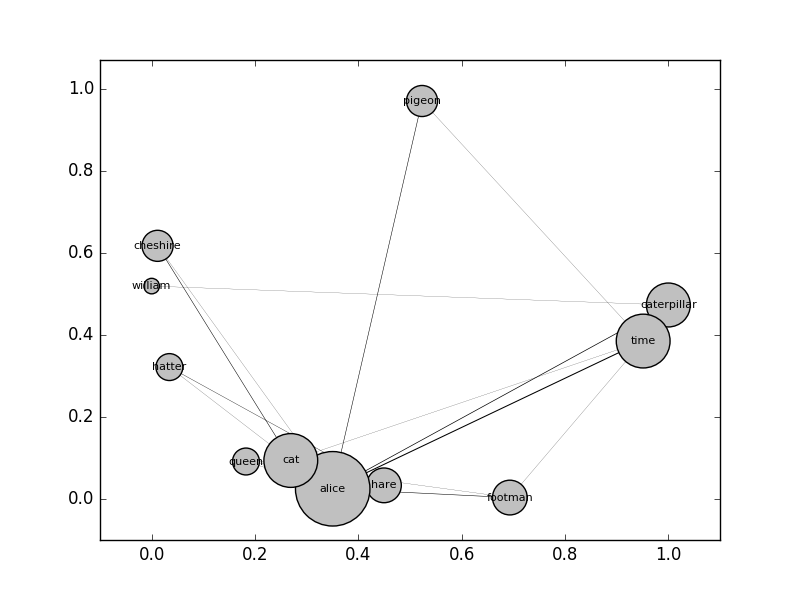 1.0
pigeon
0.8
0.6
cheshire
william
caterpillar
0.4
time
hatter
0.2
queen
cat
alice
hare
footman
0.0
0.0 0.2 0.4 0.6 0.8 1.0